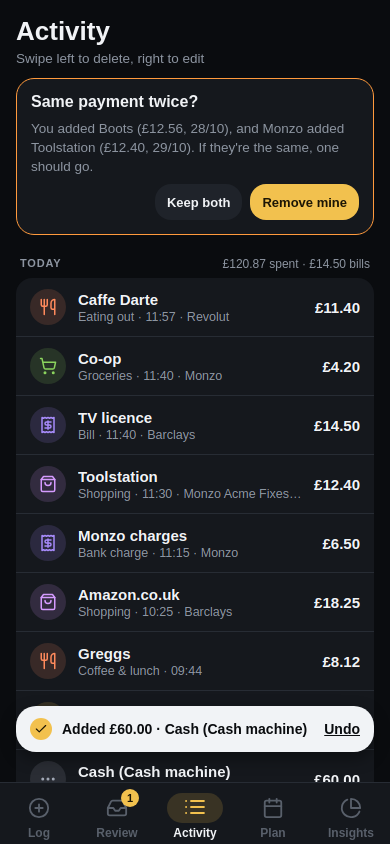 Activity
Swipe left to delete, right to edit
Same payment twice?
You added Boots (£12.56, 28/10), and Monzo added
Toolstation (£12.40, 29/10). If they're the same, one
should go.
Keep both
Remove mine
TODAY
£120.87 spent · £14.50 bills
Caffe Darte
£11.40
Eating out · 11:57 · Revolut
Co-op
£4.20
Groceries · 11:40 · Monzo
TV licence
£14.50
Bill · 11:40 · Barclays
Toolstation
£12.40
Shopping · 11:30 · Monzo Acme Fixes…
Monzo charges
£6.50
Bank charge · 11:15 · Monzo
Amazon.co.uk
£18.25
Shopping · 10:25 · Barclays
Greggs
£8.12
Coffee & lunch · 09:44
Added £60.00 · Cash (Cash machine)
Undo
Cash (Cash machine)
£60.00
1
Log
Review
Activity
Plan
Insights